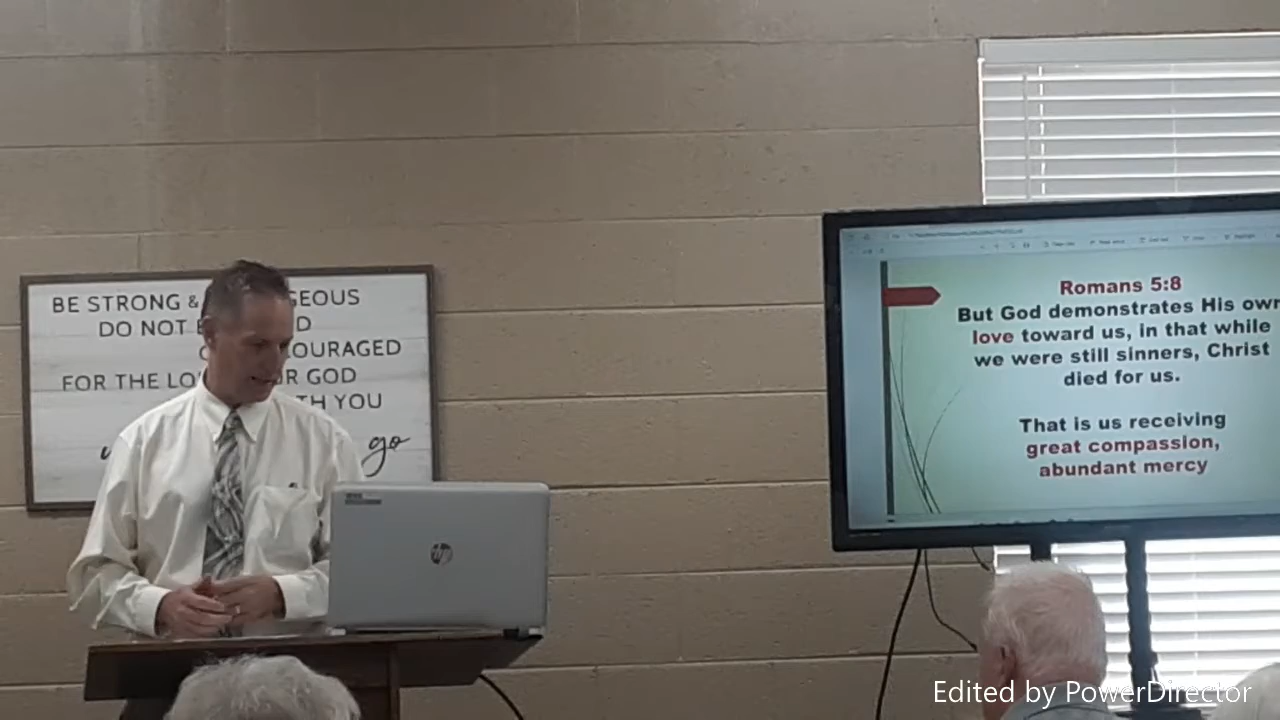 BE STRONG & GEOUS
DO NOT D
OURAGED
FOR THE LO R GOD
TH YOU
go
hp
Romans 5:8
But God demonstrates His own
love toward us, in that while
we were still sinners, Christ
died for us.
That is us receiving
great compassion,
abundant mercy
Edited by PowerDirector